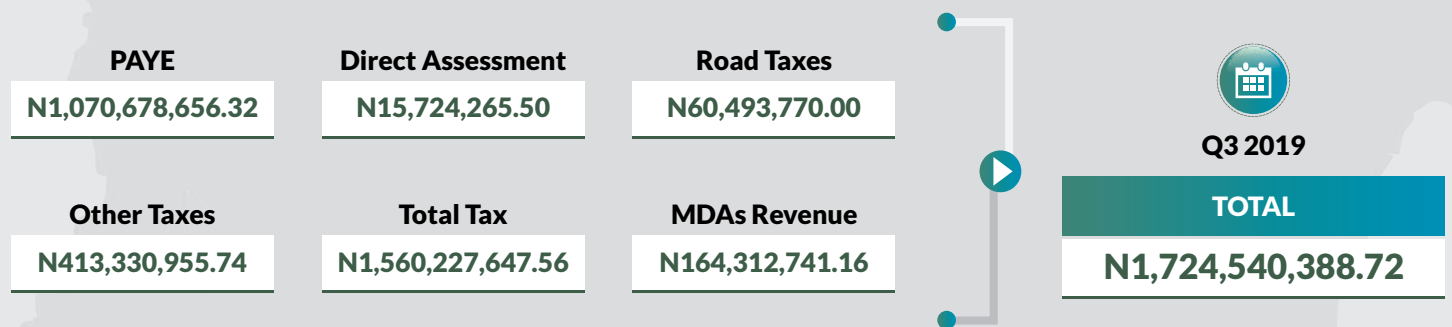 PAYE
N1,070,678,656.32
Direct Assessment
N15,724,265.50
Road Taxes
N60,493,770.00
Other Taxes
N413,330,955.74
Total Tax
N1,560,227,647.56
MDAs Revenue
N164,312,741.16
Q3 2019
TOTAL
N1,724,540,388.72